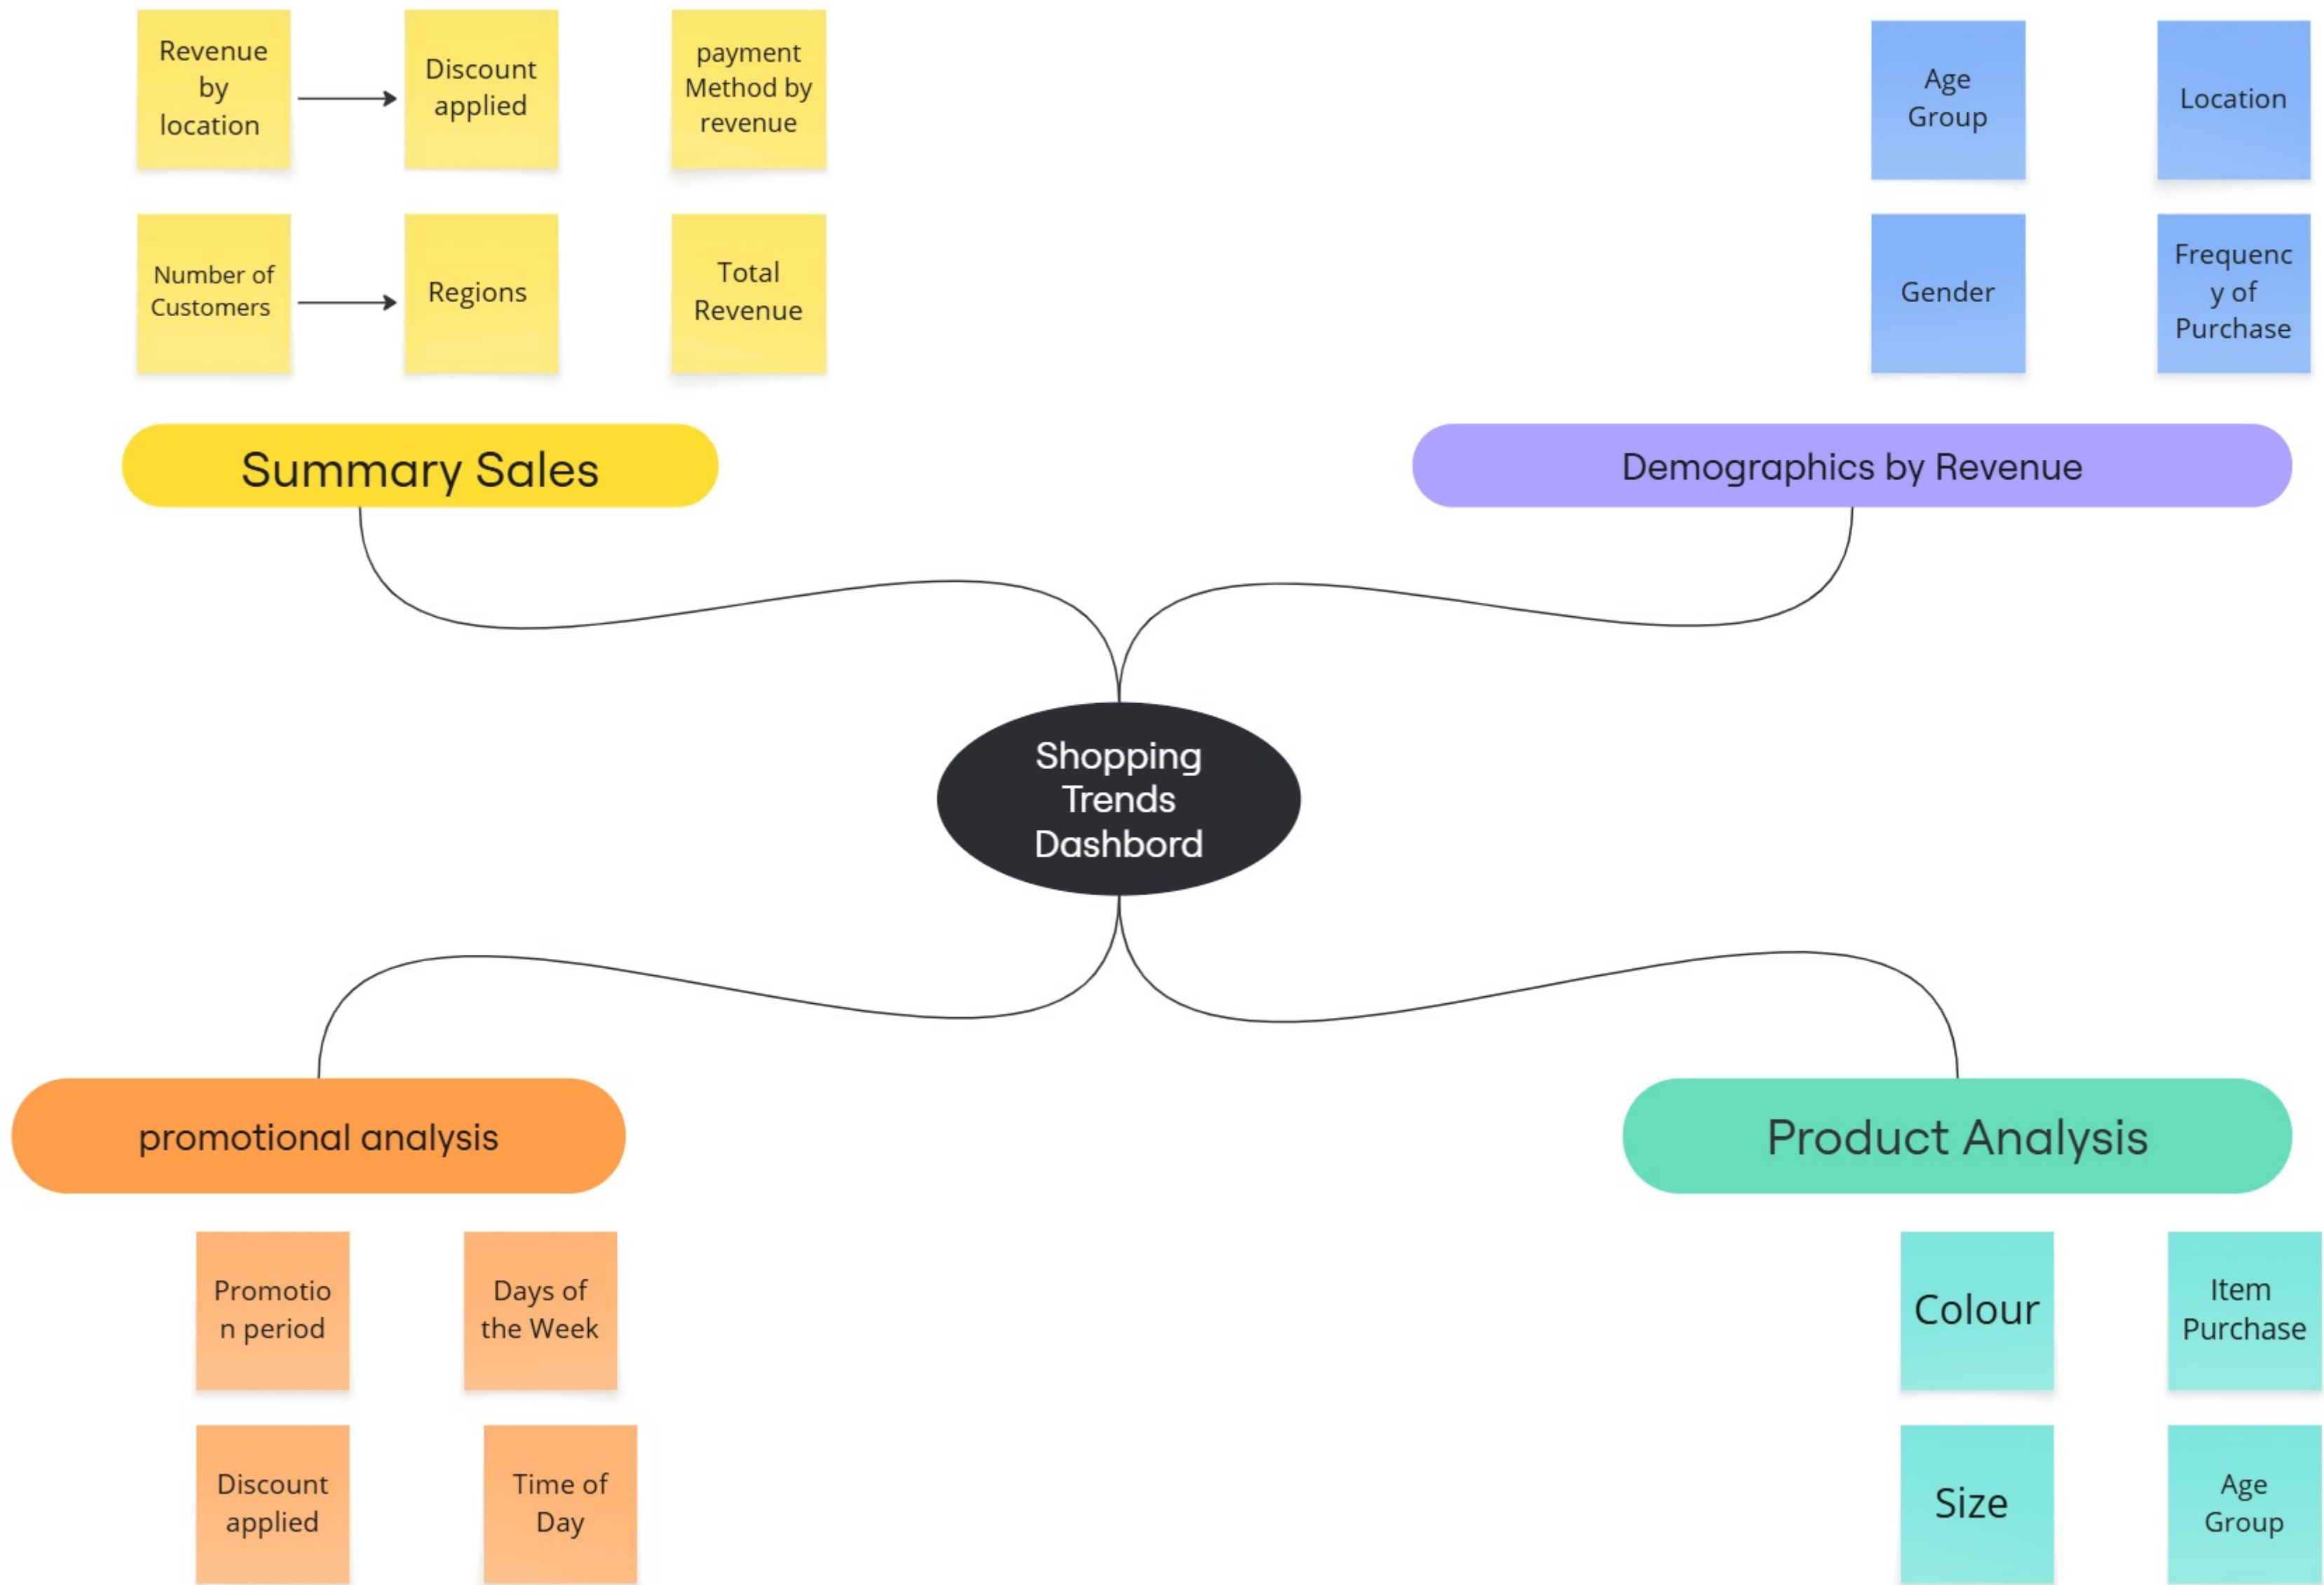 Revenue
by
location
Discount
applied
payment
Method by
revenue
Number of
Customers
Regions
Total
Revenue
Summary Sales
Age
Group
Location
Gender
Frequenc
y of
Purchase
Demographics by Revenue
Shopping
Trends
Dashbord
promotional analysis
Promotio
n period
Days of
the Week
Discount
applied
Time of
Day
Product Analysis
Colour
Item
Purchase
Size
Age
Group